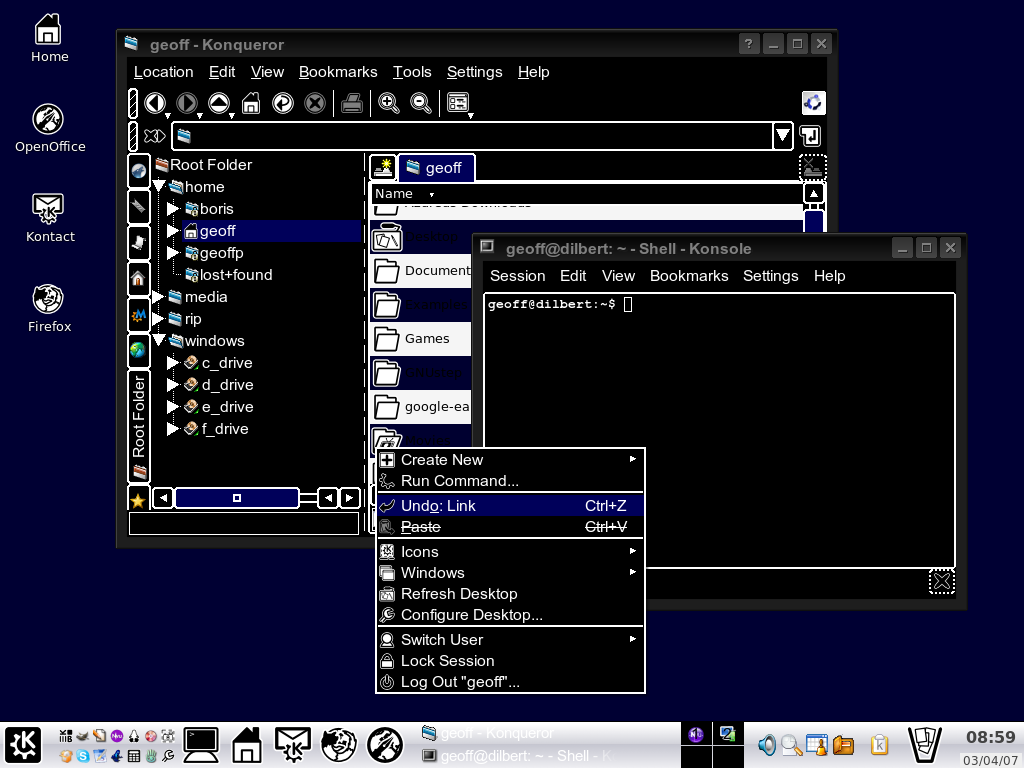 Home
OpenOffice
Kontact
Firefox
geoff - Konqueror
Location Edit View Bookmarks Tools Settings Help
Root Folder
home
boris
geoff
geoffp
lost+found
media
rip
windows
c_drive
d_drive
e_drive
f_drive
Root Folder
geoff
Name
Document
Games
google-ea
geoff@dilbert: ~ - Shell - Konsole
Session Edit View Bookmarks Settings Help
geoff@dilbert:~$
Create New
Run Command...
Undo: Link Ctrl+Z
Paste Ctrl+V
Icons
Windows
Refresh Desktop
Configure Desktop...
Switch User
Lock Session
Log Out "geoff"...
geoff - Konqueror
geoff@dilbert: ~ - Shell - K
08:59
03/04/07